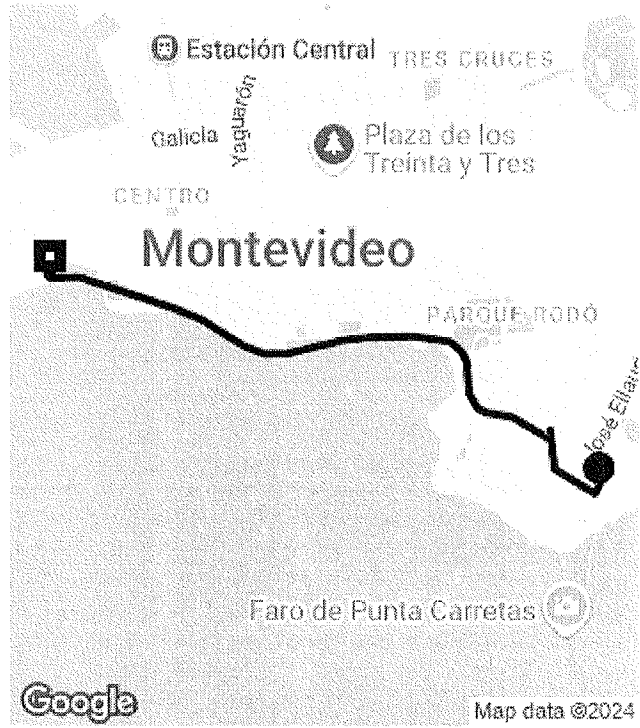 Estación Central
TRES CRUCES
Galicia
Yaguarón
Plaza de los
Treinta y Tres
CENTRO
Montevideo
PARQUE RODÓ
José Ellau
Faro de Punta Carretas
Google
Map data ©2024